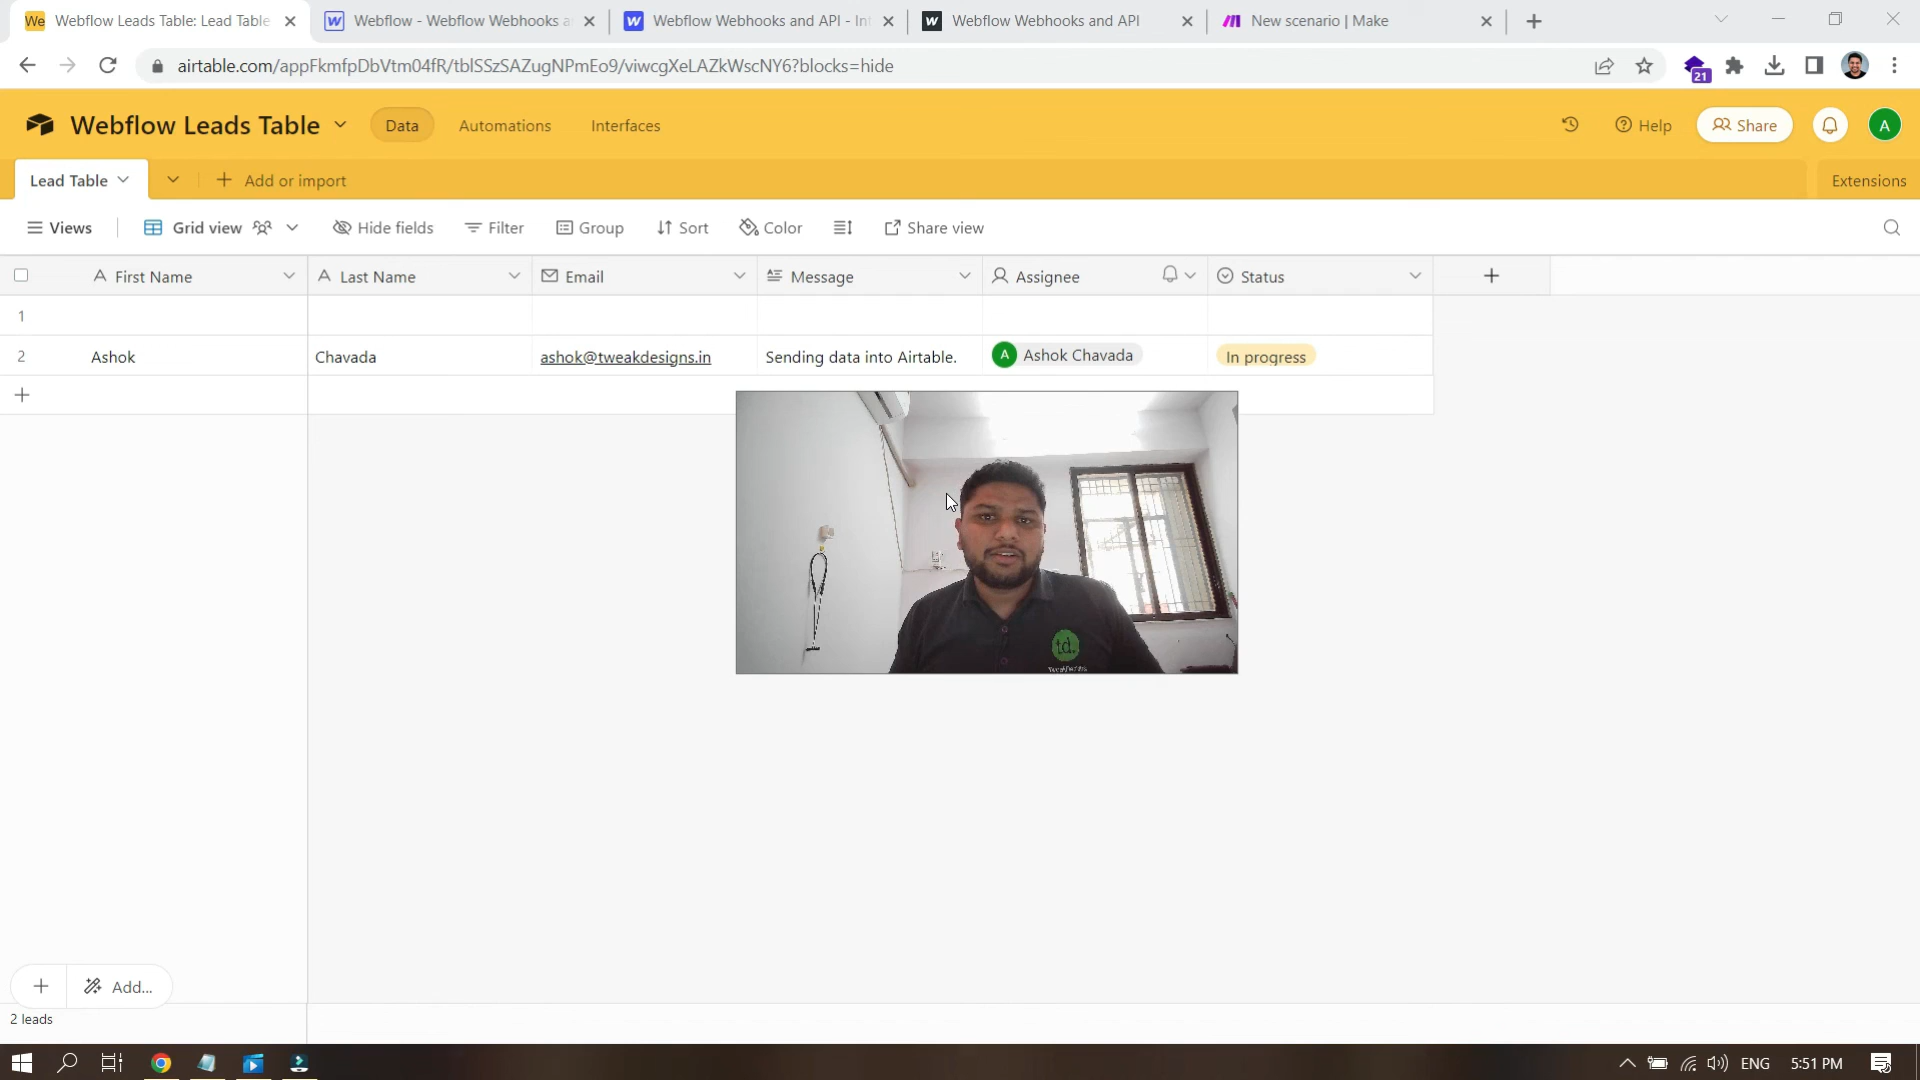 We Webflow Leads Table: Lead Table
Webflow - Webflow Webhooks a
Webflow Webhooks and API - Int
Webflow Webhooks and API
New scenario | Make
airtable.com/appFkmfpDbVtm04fR/tblSSzSAZugNPmEo9/viwcgXeLAZkWscNY6?blocks=hide
21
Webflow Leads Table
Data
Automations
Interfaces
Help
Share
A
Lead Table
Add or import
Extensions
Views
Grid view
Hide fields
Filter
Group
Sort
Color
Share view
First Name
Last Name
Email
Message
Assignee
Status
1
2 Ashok Chavada ashok@tweakdesigns.in Sending data into Airtable. A Ashok Chavada In progress
td.
Add...
2 leads
ENG
5:51 PM